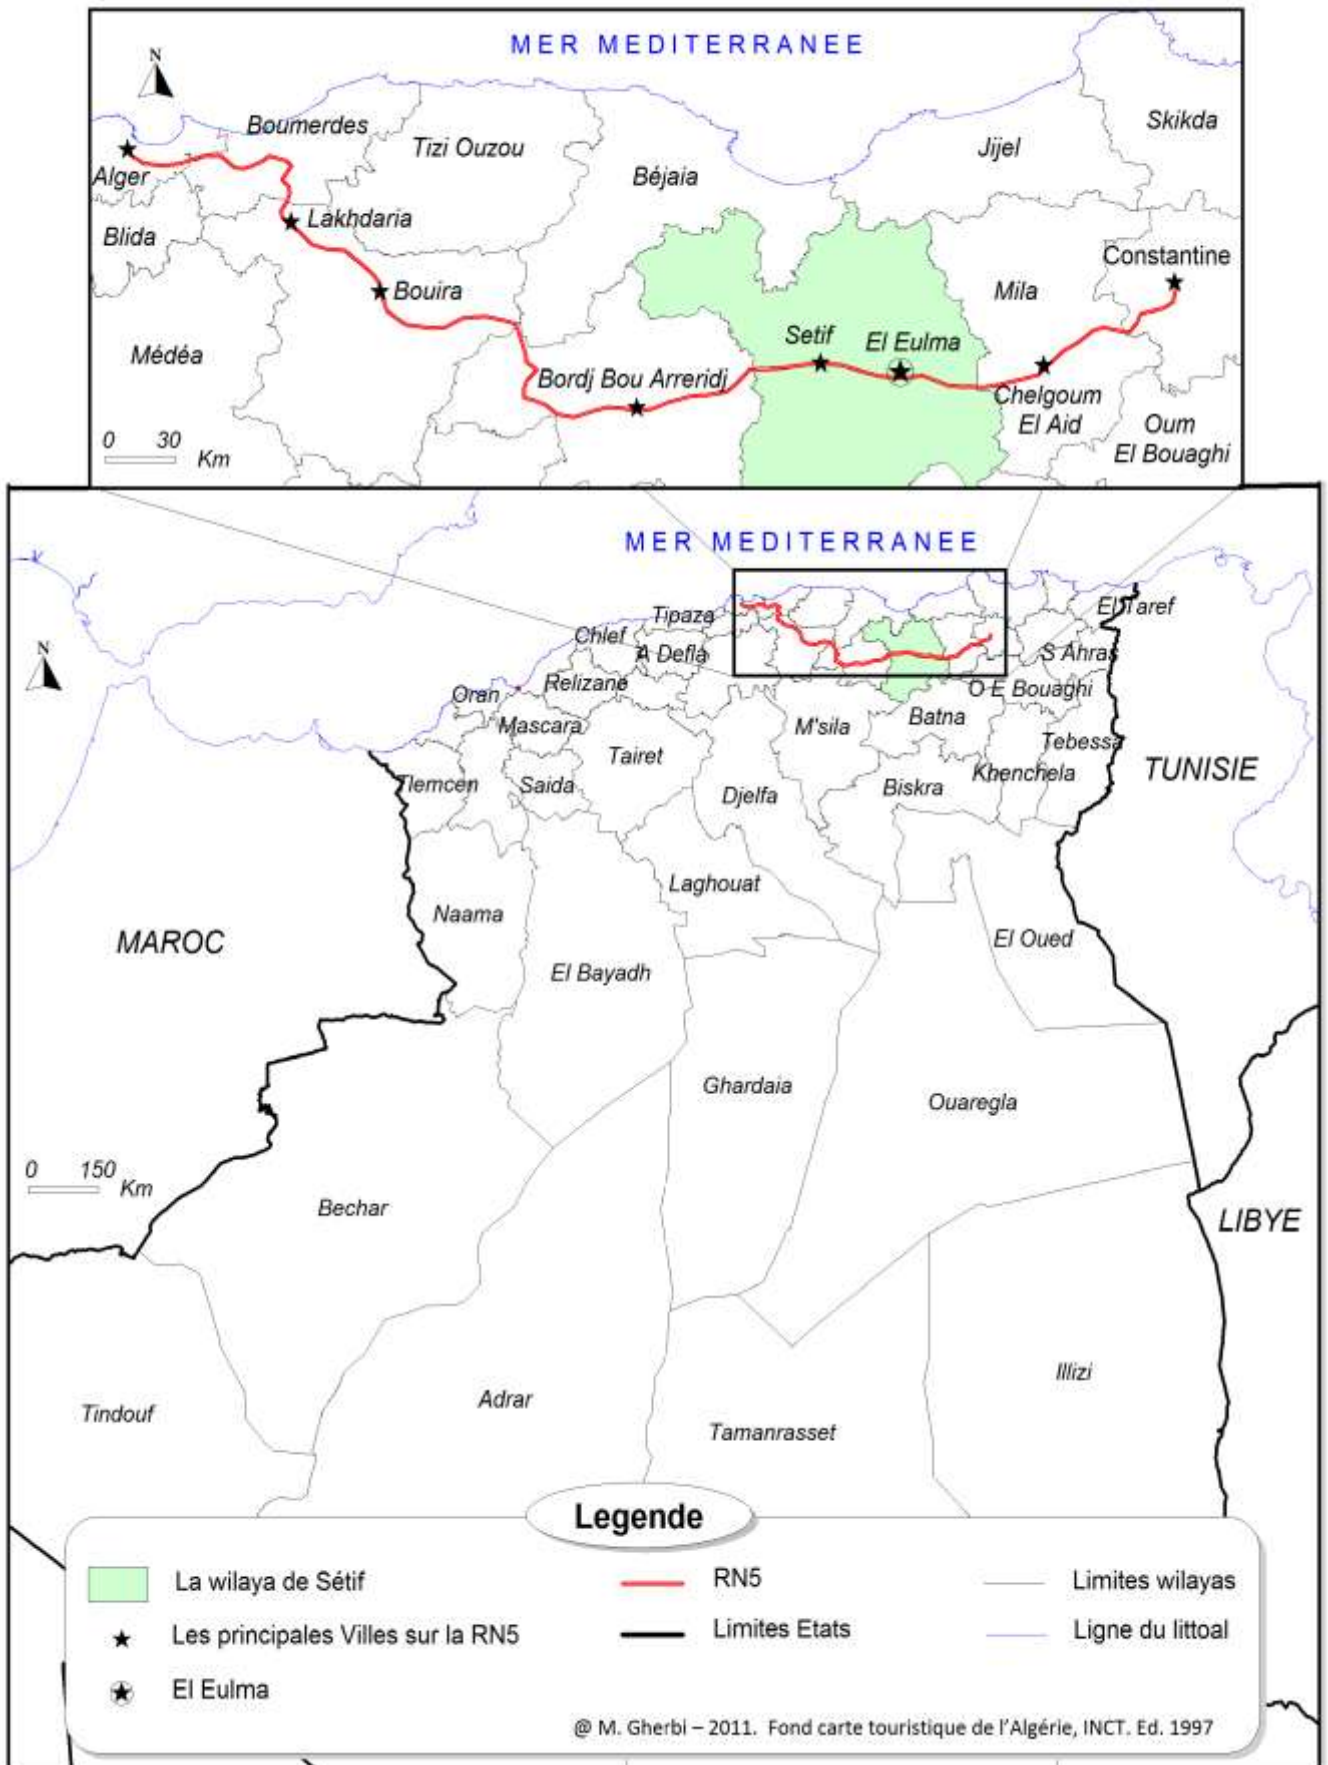 MER MEDITERRANEE
N
Skikda
Boumerdes
Tizi Ouzou
Jijel
Alger
Béjaia
Lakhdaria
Blida
Constantine
Bouira
Mila
Médéa
Setif
El Eulma
Bordj Bou Arreridj
Chelgoum
El Aid
Oum
El Bouaghi
0 30
Km
MER MEDITERRANEE
N
El Taref
Tipaza
Chlef
A Defla
S Ahras
Relizane
O E Bouaghi
Oran
Mascara
Batna
M'sila
Tairet
Tebessa
Khenchela
TUNISIE
Tlemcen
Saida
Djelfa
Biskra
Laghouat
Naama
El Oued
MAROC
El Bayadh
Ghardaia
Ouaregla
0 150
Km
Bechar
LIBYE
Illizi
Adrar
Tindouf
Tamanrasset
Legende
La wilaya de Sétif
RN5
Limites wilayas
Les principales Villes sur la RN5
Limites Etats
Ligne du littoal
El Eulma
@ M. Gherbi – 2011. Fond carte touristique de l'Algérie, INCT. Ed. 1997